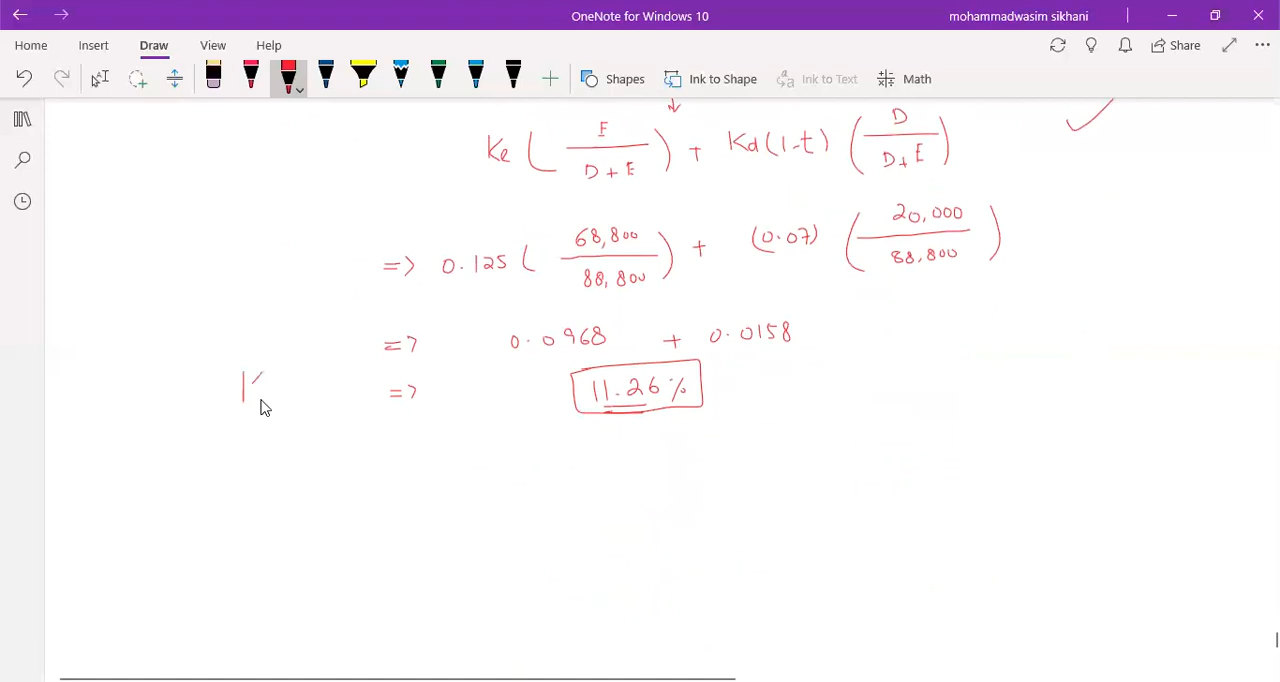 OneNote for Windows 10
mohammadwasim sikhani
Home Insert Draw View Help
Share
Shapes Ink to Shape Ink to Text Math
Ke ( E / D + E ) + Kd (1-t) ( D / D + E )
=> 0.125 ( 68,800 / 88,800 ) + (0.07) ( 20,000 / 88,800 )
=> 0.0968 + 0.0158
=> 11.26%